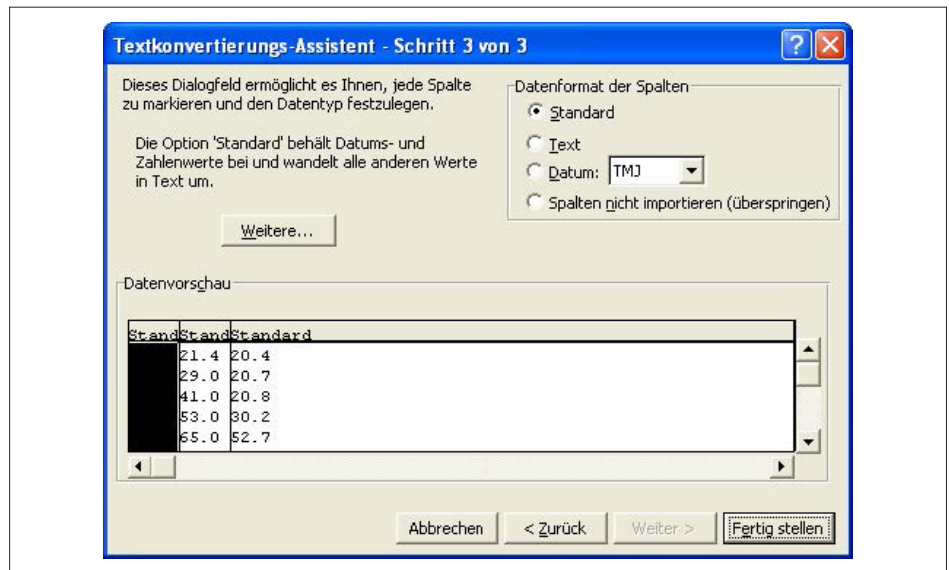 Textkonvertierungs-Assistent - Schritt 3 von 3
Dieses Dialogfeld ermöglicht es Ihnen, jede Spalte
zu markieren und den Datentyp festzulegen.
Die Option 'Standard' behält Datums- und
Zahlenwerte bei und wandelt alle anderen Werte
in Text um.
Weitere...
Datenformat der Spalten
Standard
Text
Datum: TMJ
Spalten nicht importieren (überspringen)
Datenvorschau
StandStandStandard
21.4 20.4
29.0 20.7
41.0 20.8
53.0 30.2
65.0 52.7
Abbrechen < Zurück Weiter > Fertig stellen